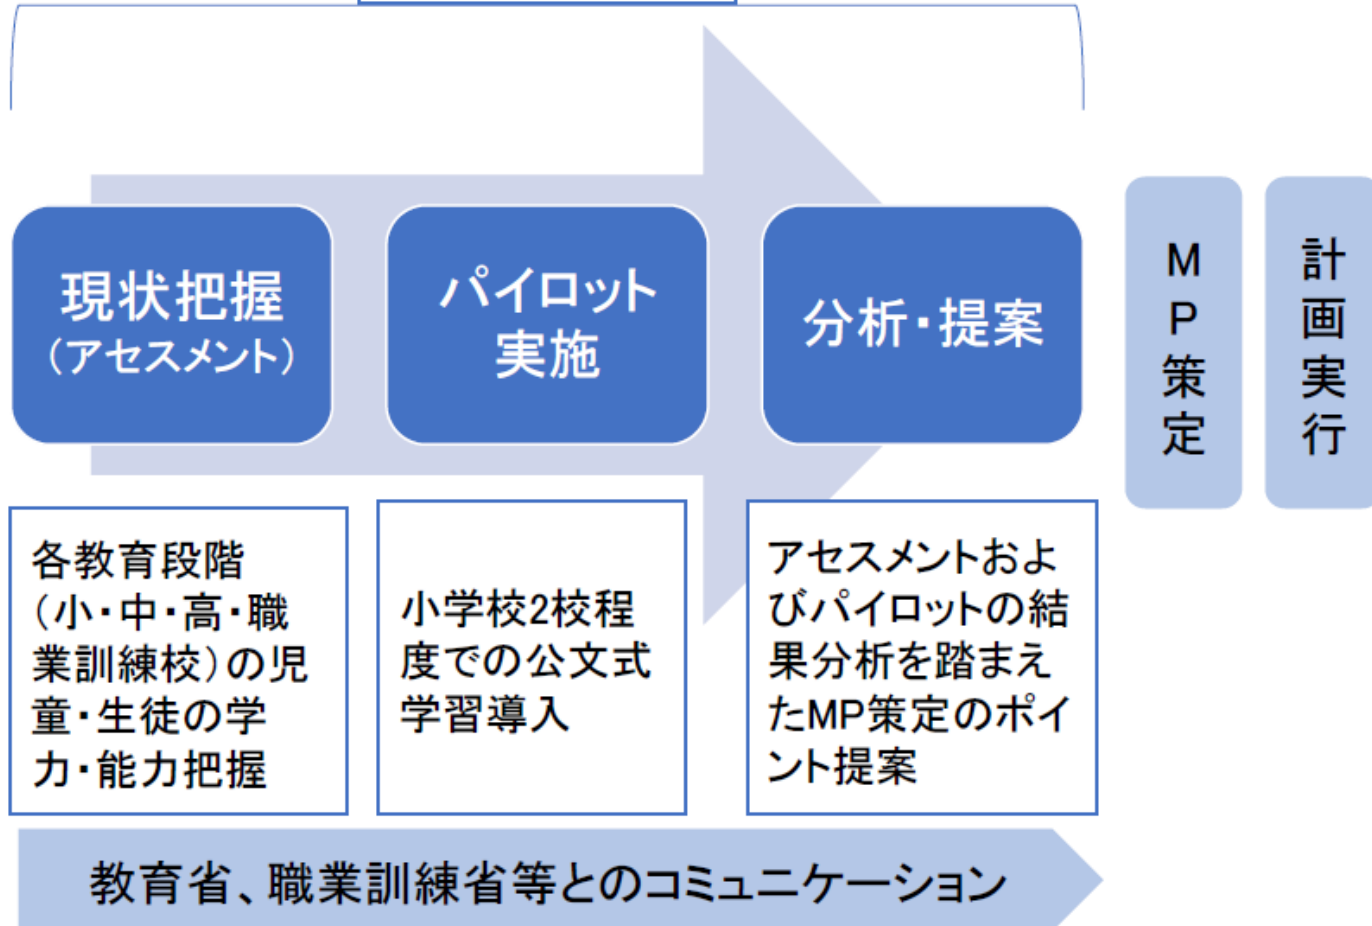 現状把握
（アセスメント）
パイロット
実施
分析・提案
MP策定
計画実行
各教育段階
（小・中・高・職
業訓練校）の児
童・生徒の学
力・能力把握
小学校2校程
度での公文式
学習導入
アセスメントおよ
びパイロットの結
果分析を踏まえ
たMP策定のポイ
ント提案
教育省、職業訓練省等とのコミュニケーション